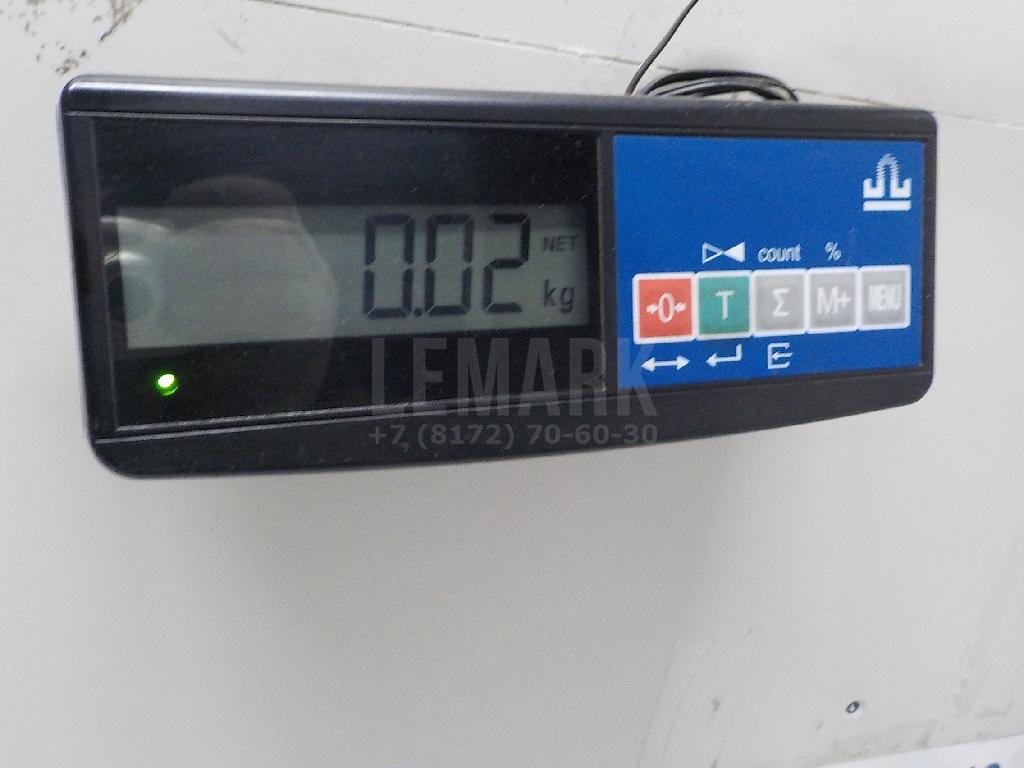 0.02 NET
kg
count %
→0← T Σ M+ MENU
LEMARK
+7 (8172) 70-60-30